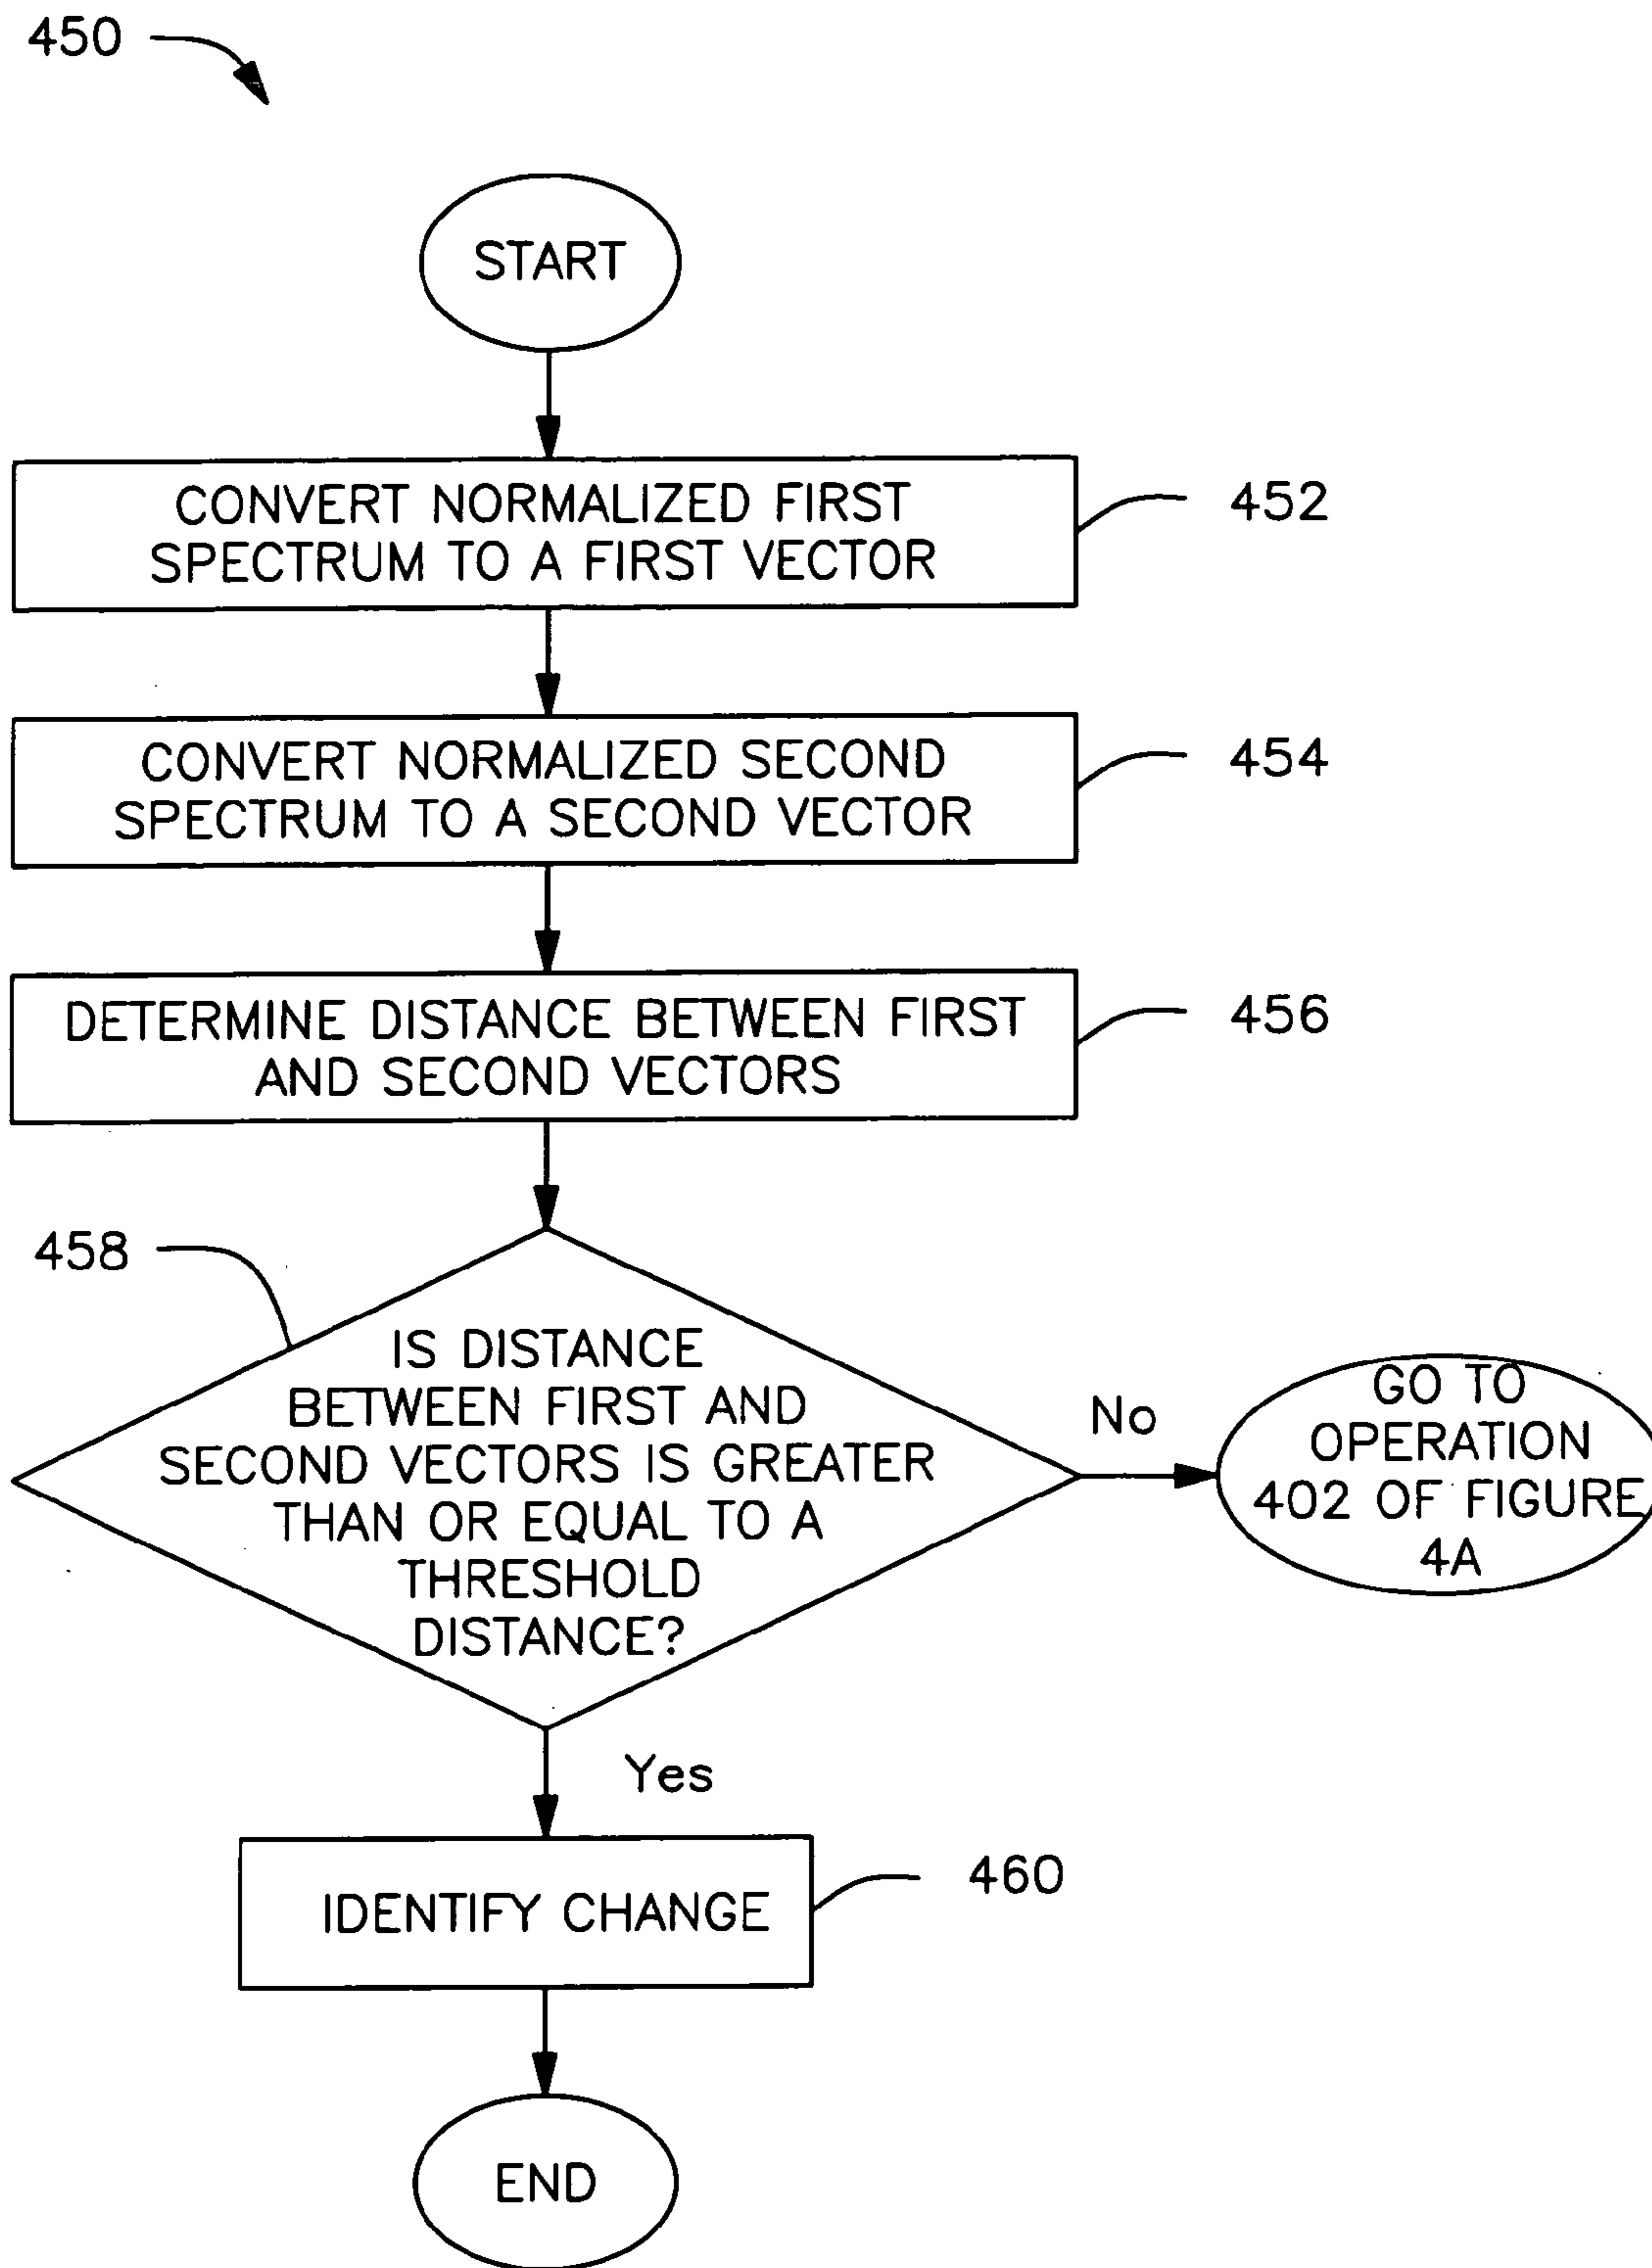 450
START
CONVERT NORMALIZED FIRST
SPECTRUM TO A FIRST VECTOR
452
CONVERT NORMALIZED SECOND
SPECTRUM TO A SECOND VECTOR
454
DETERMINE DISTANCE BETWEEN FIRST
AND SECOND VECTORS
456
458
IS DISTANCE
BETWEEN FIRST AND
SECOND VECTORS IS GREATER
THAN OR EQUAL TO A
THRESHOLD
DISTANCE?
No
GO TO
OPERATION
402 OF FIGURE
4A
Yes
IDENTIFY CHANGE
460
END